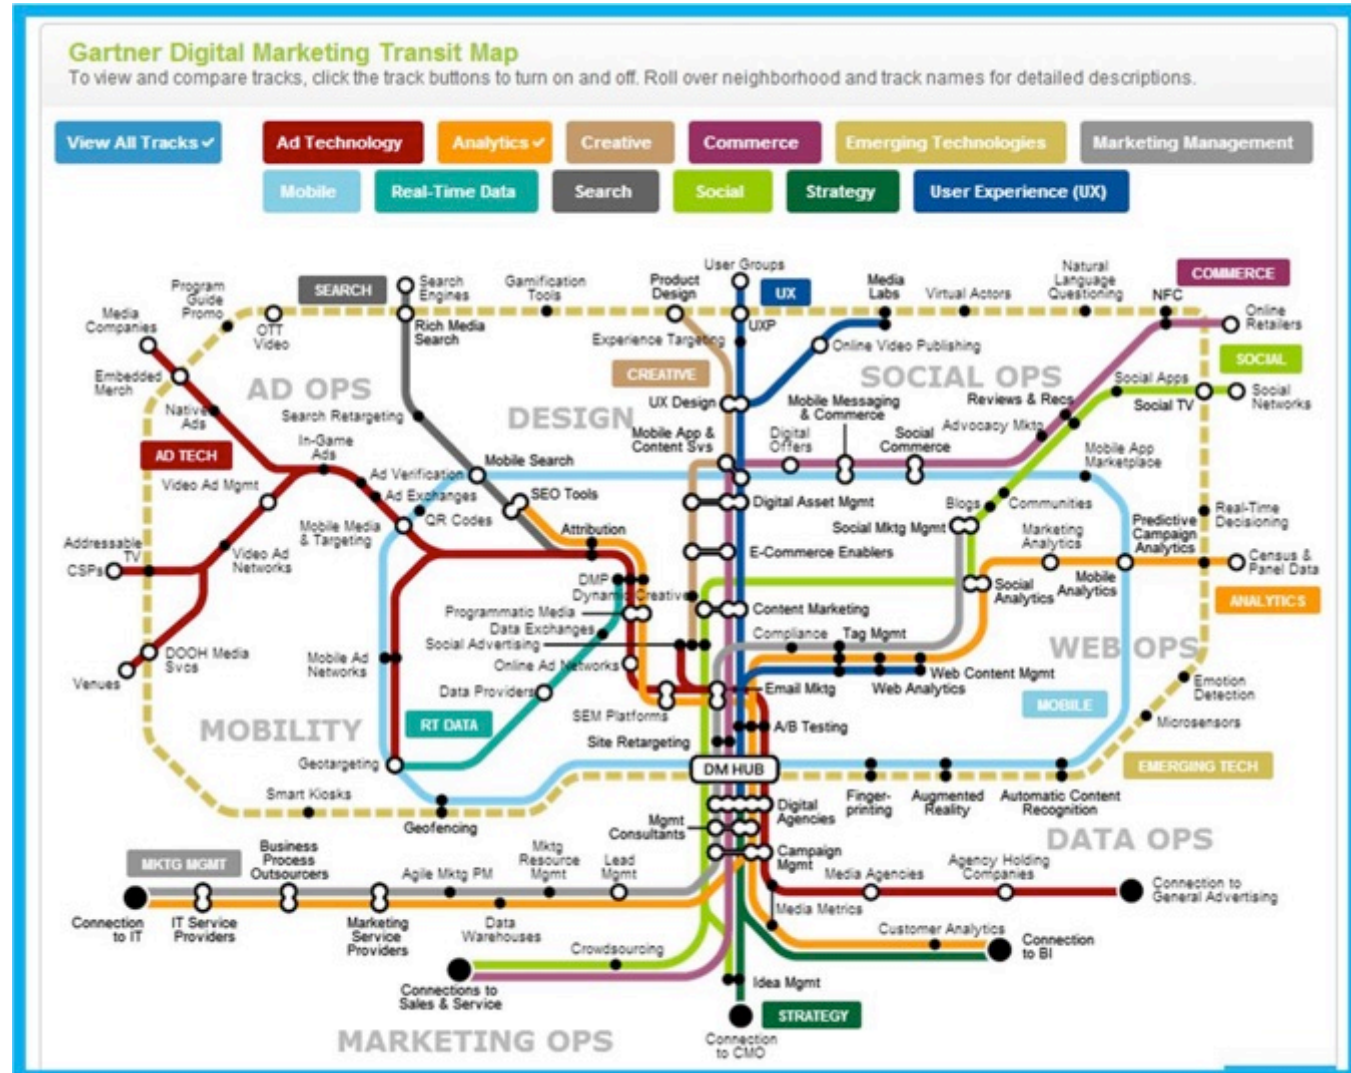 Gartner Digital Marketing Transit Map
To view and compare tracks, click the track buttons to turn on and off. Roll over neighborhood and track names for detailed descriptions.
View All Tracks ✓
Ad Technology
Analytics ✓
Creative
Commerce
Emerging Technologies
Marketing Management
Mobile
Real-Time Data
Search
Social
Strategy
User Experience (UX)
User Groups
Program
Guide
Promo
SEARCH
Search
Engines
Gamification
Tools
Product
Design
UX
Media
Labs
Virtual Actors
Natural
Language
Questioning
NFC
COMMERCE
Media
Companies
OTT
Video
Rich Media
Search
Experience Targeting
UXP
Online Video Publishing
Online
Retailers
SOCIAL
Embedded
Merch
AD OPS
CREATIVE
SOCIAL OPS
Social Apps
Social TV
Social
Networks
Native
Ads
Search Retargeting
DESIGN
UX Design
Mobile Messaging
& Commerce
Reviews & Recs
Advocacy Mktg
In-Game
Ads
Mobile App &
Content Svs
Digital
Offers
Social
Commerce
Mobile App
Marketplace
AD TECH
Video Ad Mgmt
Ad Verification
Mobile Search
Ad Exchanges
SEO Tools
QR Codes
Digital Asset Mgmt
Blogs
Communities
Real-Time
Decisioning
Mobile Media
& Targeting
Attribution
Social Mktg Mgmt
Marketing
Analytics
Predictive
Campaign
Analytics
Addressable
TV
CSPs
Video Ad
Networks
E-Commerce Enablers
DMP
Dynamic Creative
Social
Analytics
Mobile
Analytics
Census &
Panel Data
ANALYTICS
Programmatic Media
Content Marketing
Data Exchanges
Social Advertising
Compliance
Tag Mgmt
WEB OPS
DOOH Media
Svcs
Venues
Mobile Ad
Networks
Online Ad Networks
Data Providers
Email Mktg
Web Analytics
Web Content Mgmt
Emotion
Detection
MOBILE
Microsensors
MOBILITY
RT DATA
SEM Platforms
A/B Testing
Site Retargeting
Geotargeting
DM HUB
EMERGING TECH
Smart Kiosks
Geofencing
Digital
Agencies
Finger-
printing
Augmented
Reality
Automatic Content
Recognition
Mgmt
Consultants
DATA OPS
MKTG MGMT
Business
Process
Outsourcers
Agile Mktg PM
Mktg
Resource
Mgmt
Lead
Mgmt
Campaign
Mgmt
Media Agencies
Agency Holding
Companies
Connection to
General Advertising
Connection
to IT
IT Service
Providers
Marketing
Service
Providers
Data
Warehouses
Media Metrics
Customer Analytics
Connection
to BI
Crowdsourcing
Connections to
Sales & Service
Idea Mgmt
STRATEGY
MARKETING OPS
Connection
to CMO